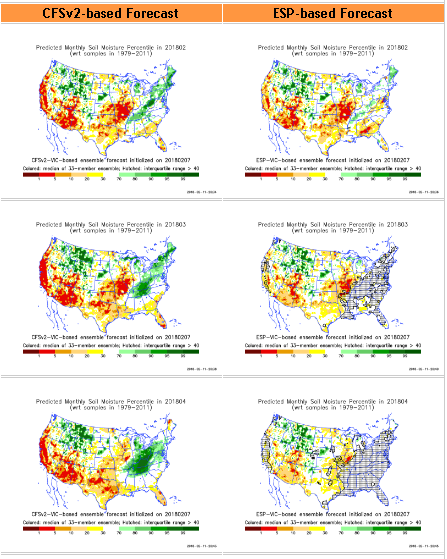 CFSv2-based Forecast
ESP-based Forecast
Predicted Monthly Soil Moisture Percentile in 201802
(wrt samples in 1979-2011)
CFSv2-VIC-based ensemble forecast initialized on 20180207
Colored: median of 33-member ensemble; Hatched: interquartile range > 40
Predicted Monthly Soil Moisture Percentile in 201802
(wrt samples in 1979-2011)
ESP-VIC-based ensemble forecast initialized on 20180207
Colored: median of 33-member ensemble; Hatched: interquartile range > 40
Predicted Monthly Soil Moisture Percentile in 201803
(wrt samples in 1979-2011)
CFSv2-VIC-based ensemble forecast initialized on 20180207
Colored: median of 33-member ensemble; Hatched: interquartile range > 40
Predicted Monthly Soil Moisture Percentile in 201803
(wrt samples in 1979-2011)
ESP-VIC-based ensemble forecast initialized on 20180207
Colored: median of 33-member ensemble; Hatched: interquartile range > 40
Predicted Monthly Soil Moisture Percentile in 201804
(wrt samples in 1979-2011)
CFSv2-VIC-based ensemble forecast initialized on 20180207
Colored: median of 33-member ensemble; Hatched: interquartile range > 40
Predicted Monthly Soil Moisture Percentile in 201804
(wrt samples in 1979-2011)
ESP-VIC-based ensemble forecast initialized on 20180207
Colored: median of 33-member ensemble; Hatched: interquartile range > 40